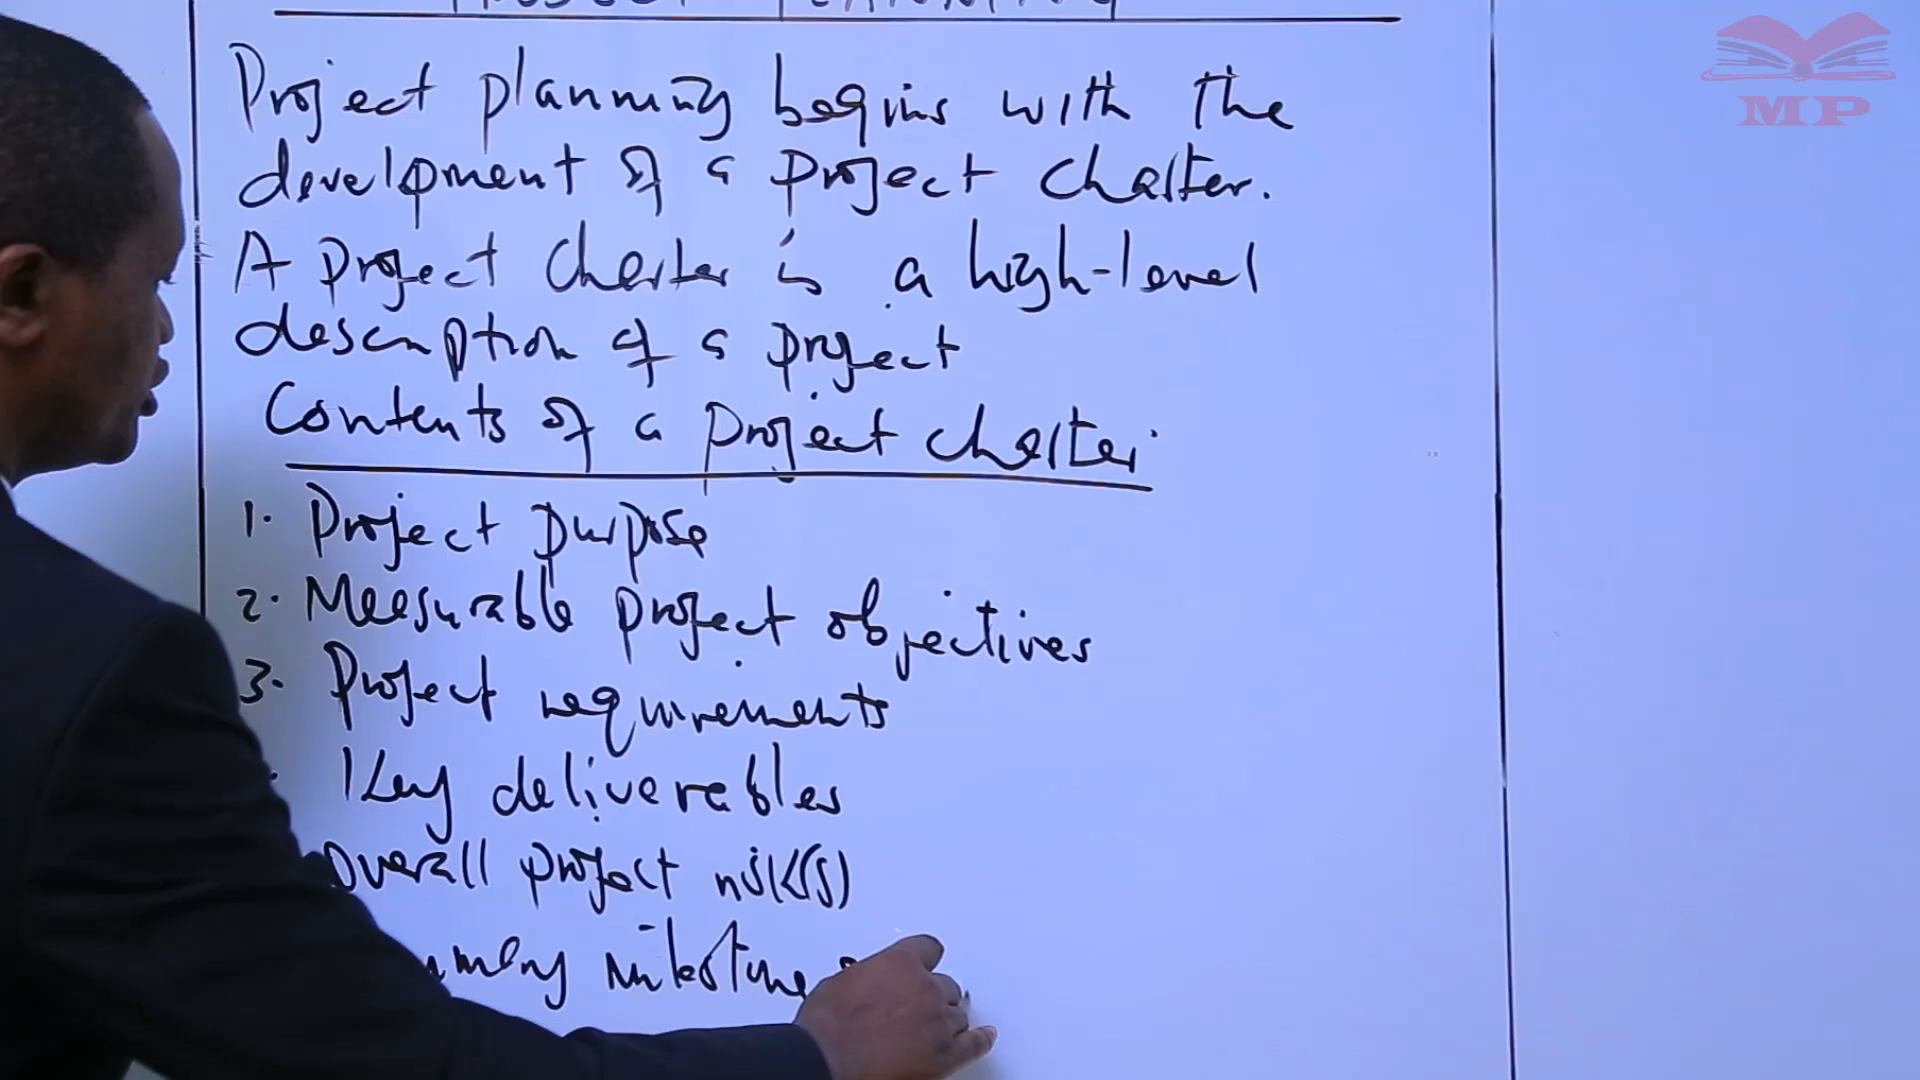 PROJECT PLANNING
Project planning begins with the
development of a project charter.
A project charter is a high-level
description of a project
Contents of a project charter
1. Project purpose
2. Measurable project objectives
3. Project requirements
Key deliverables
Overall project risk(s)
milestone
MP